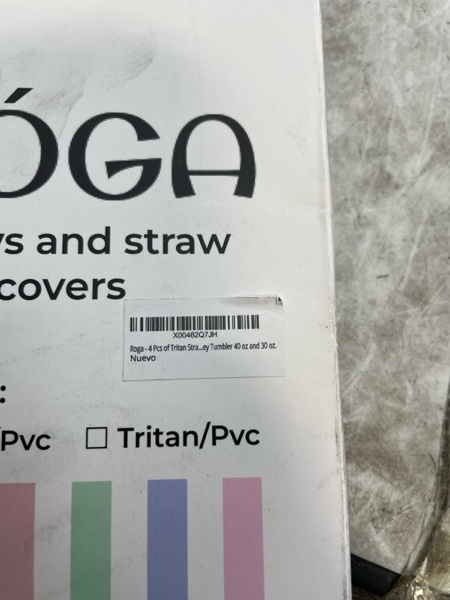 ÓGA
ys and straw
covers
X00462Q7JH
Roga - 4 Pcs of Tritan Stra...ey Tumbler 40 oz and 30 oz.
Nuevo
:
/Pvc ☐ Tritan/Pvc